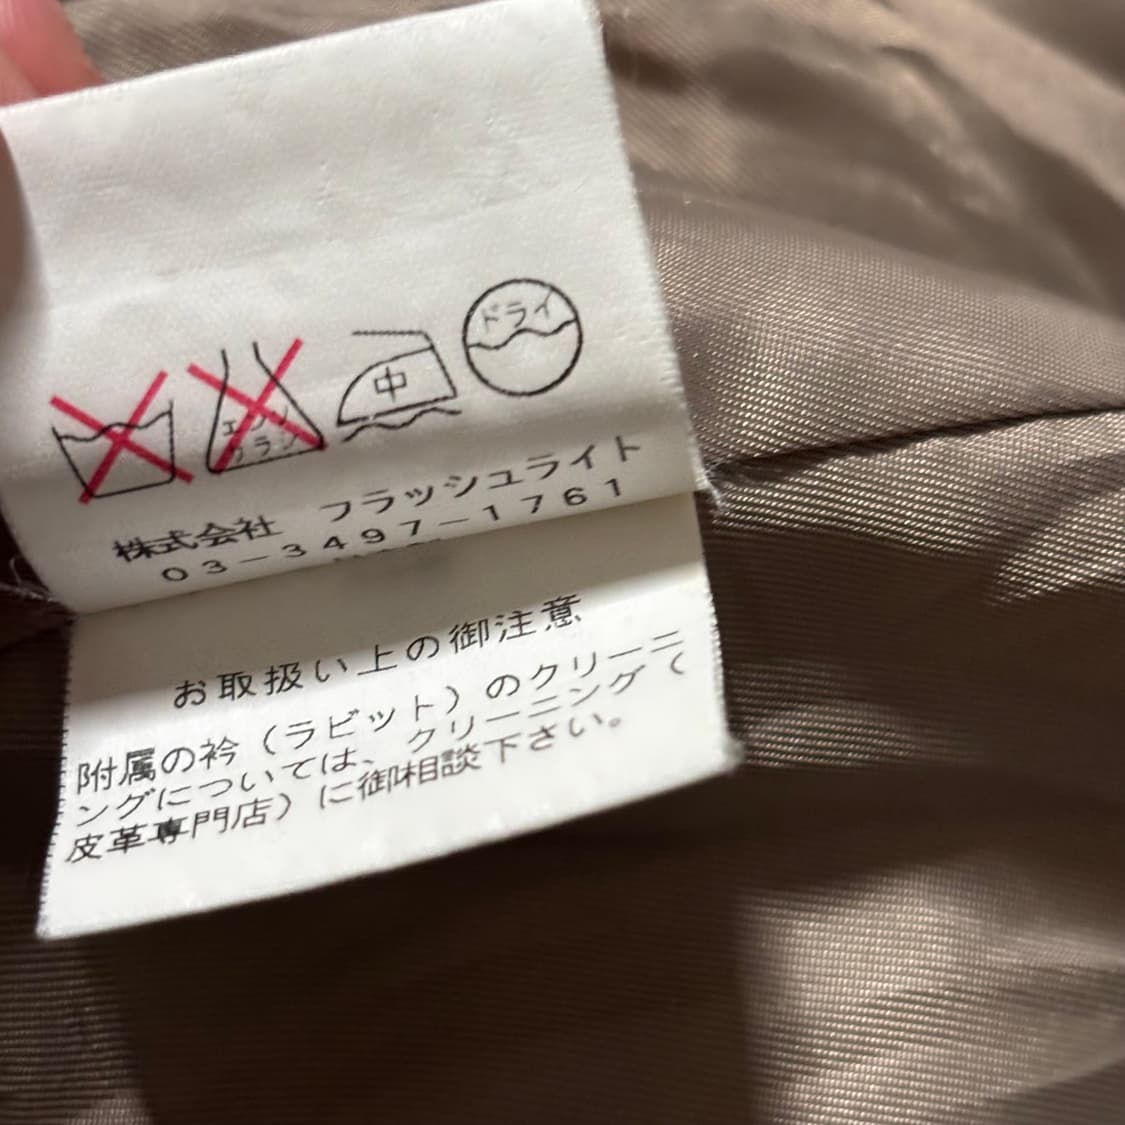 ドライ
中
エンソ
サラシ
株式会社 フラッシュライト
03-3497-1761
お取扱い上の御注意
附属の衿(ラビット)のクリーニ
ングについては、クリーニング(
皮革専門店)に御相談下さい。